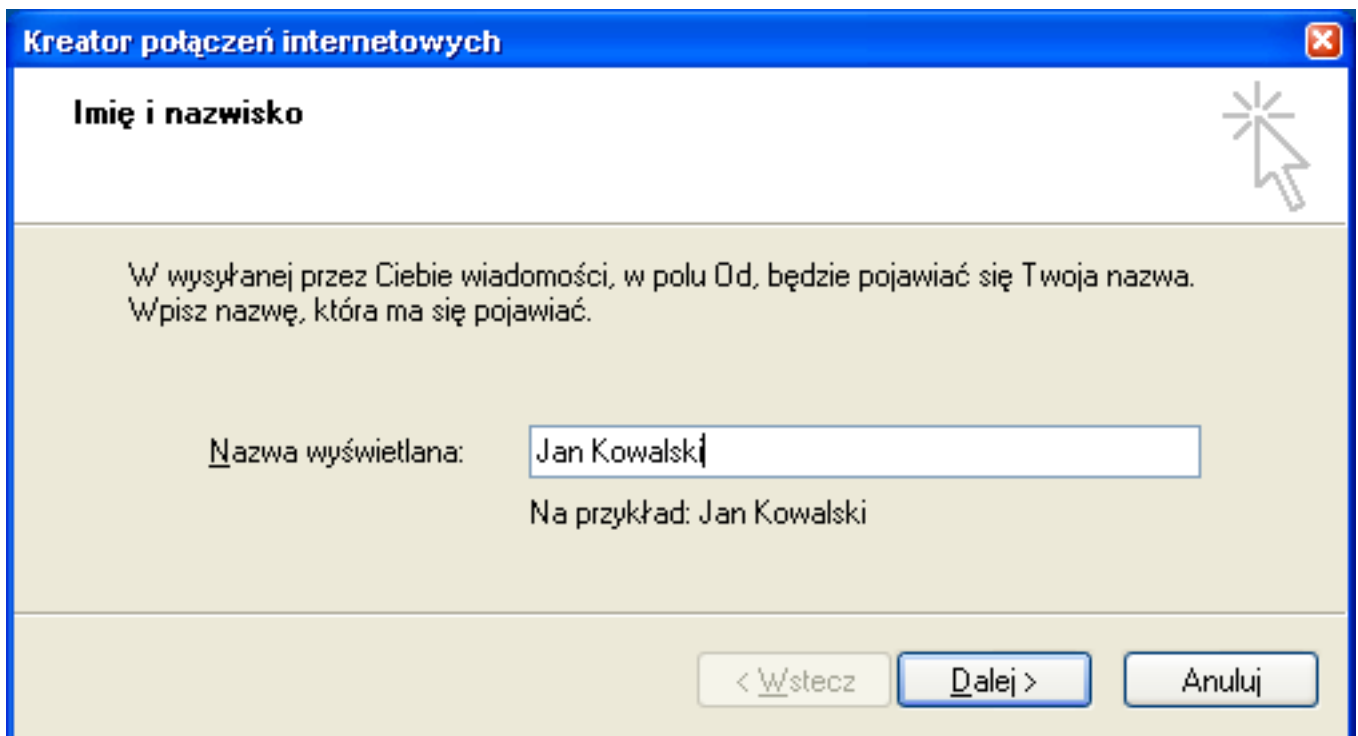 Kreator połączeń internetowych
Imię i nazwisko
W wysyłanej przez Ciebie wiadomości, w polu Od, będzie pojawiać się Twoja nazwa.
Wpisz nazwę, która ma się pojawiać.
Nazwa wyświetlana: Jan Kowalski
Na przykład: Jan Kowalski
< Wstecz Dalej > Anuluj